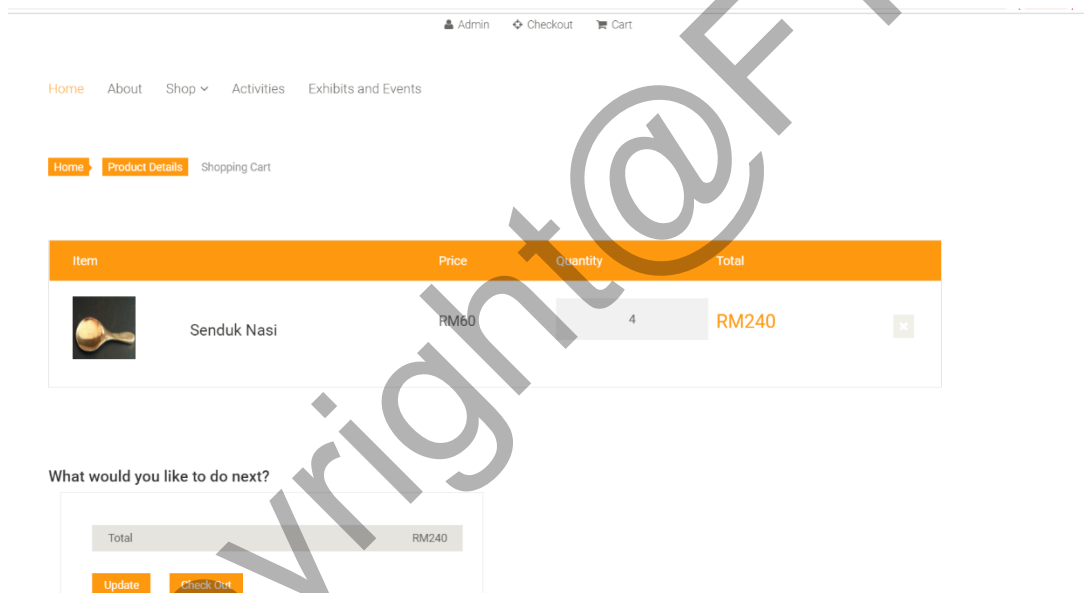 Admin Checkout Cart
Home About Shop Activities Exhibits and Events
Home Product Details Shopping Cart
Item Price Quantity Total
Senduk Nasi RM60 4 RM240
What would you like to do next?
Total RM240
Update Check Out